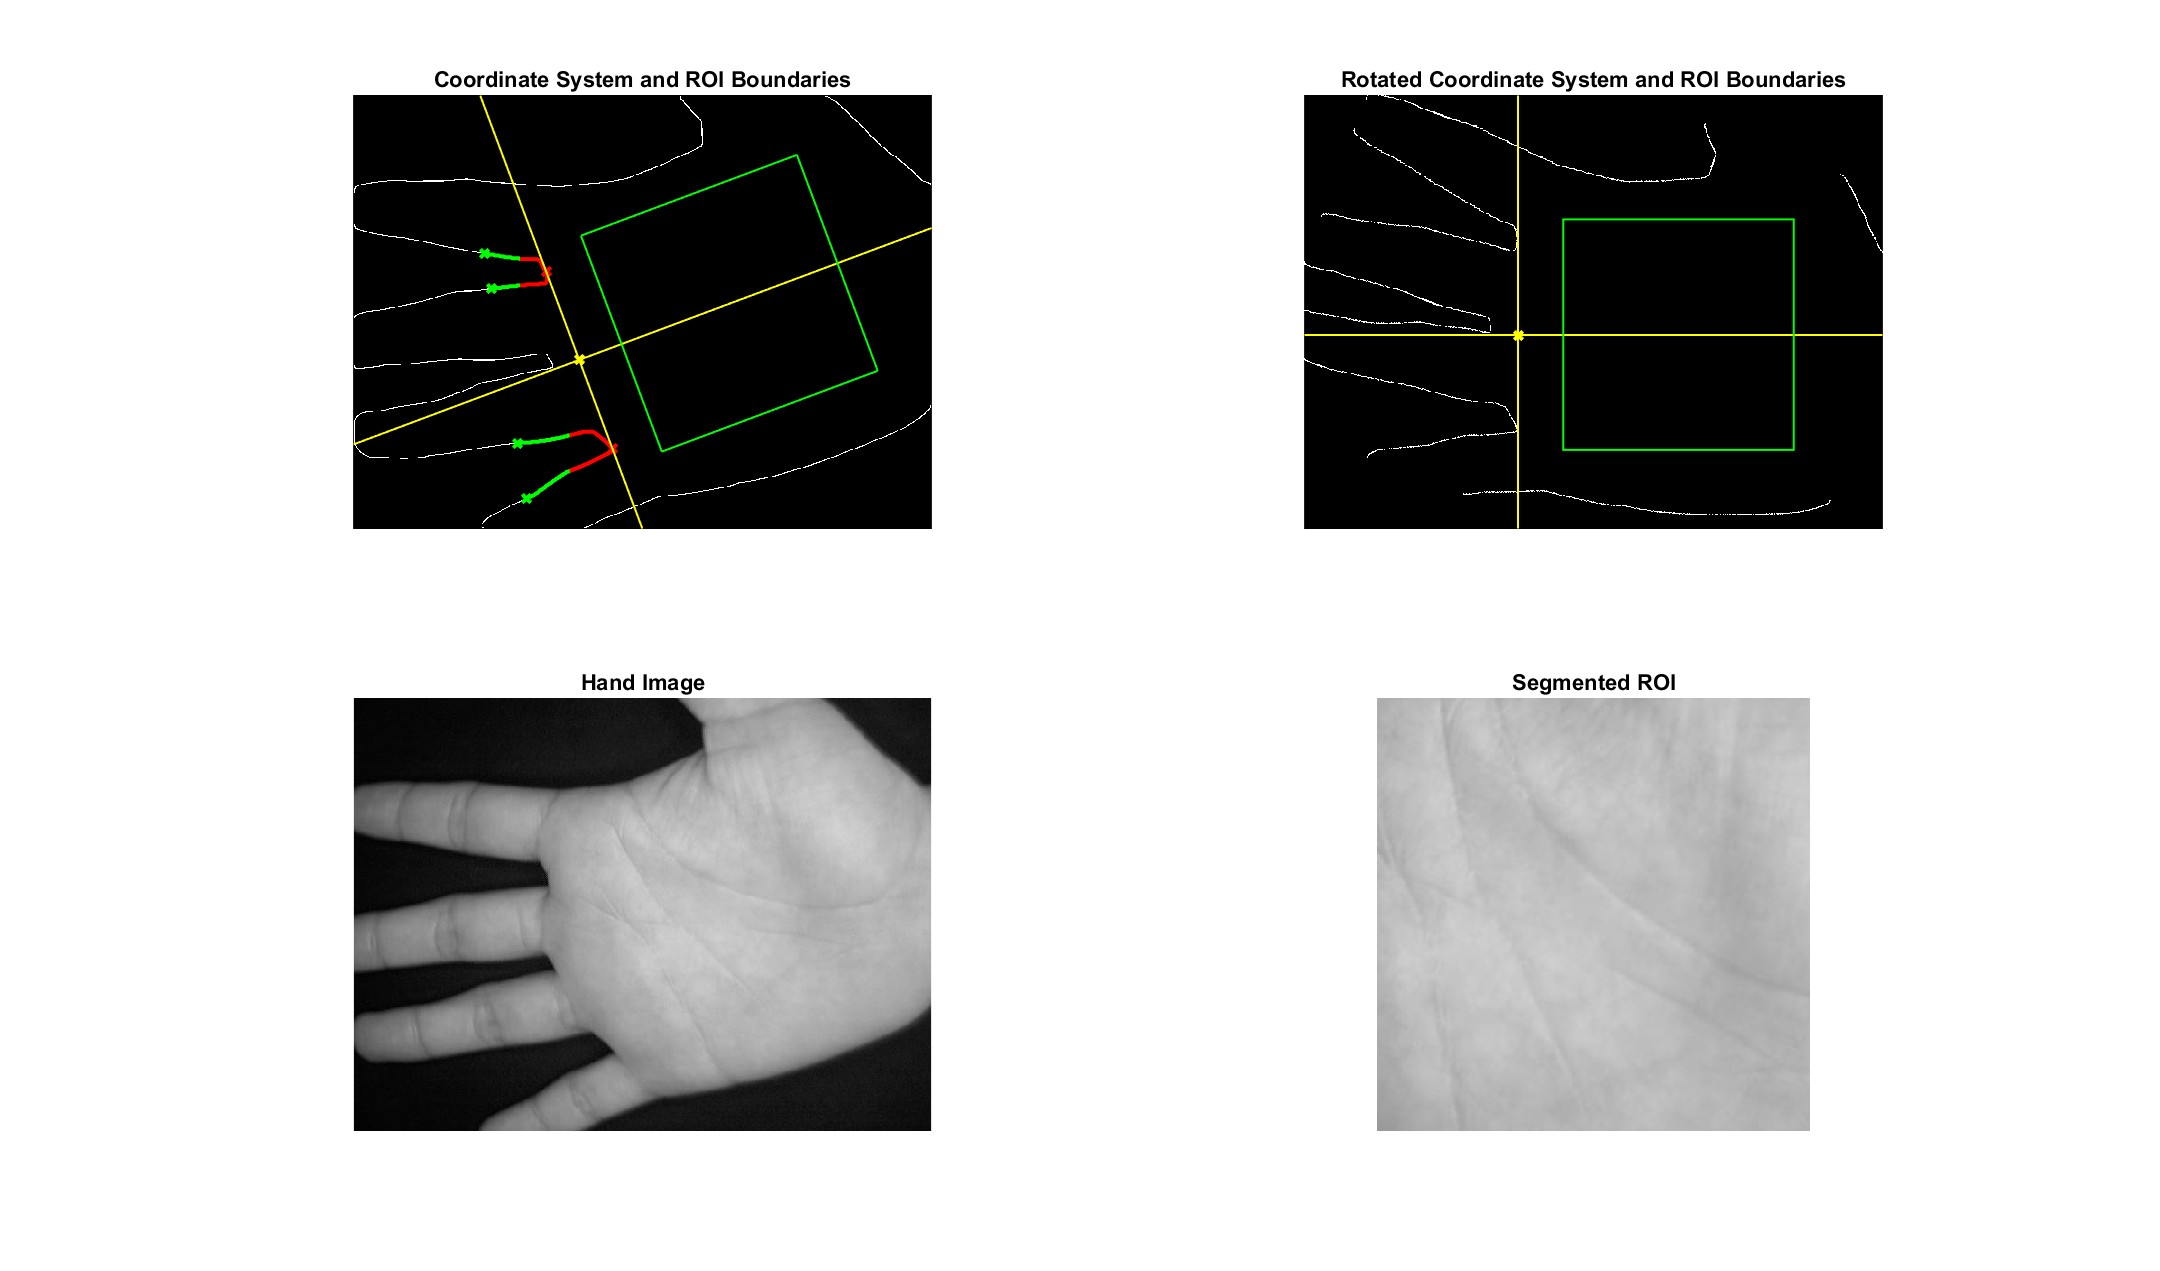 Coordinate System and ROI Boundaries
Rotated Coordinate System and ROI Boundaries
Hand Image
Segmented ROI